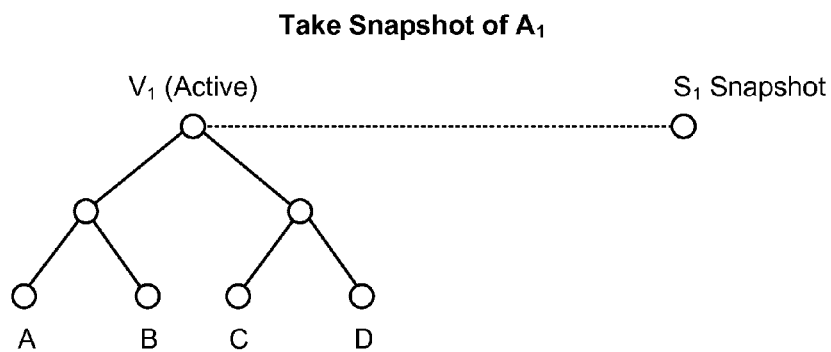 Take Snapshot of A₁
V₁ (Active) S₁ Snapshot
A B C D